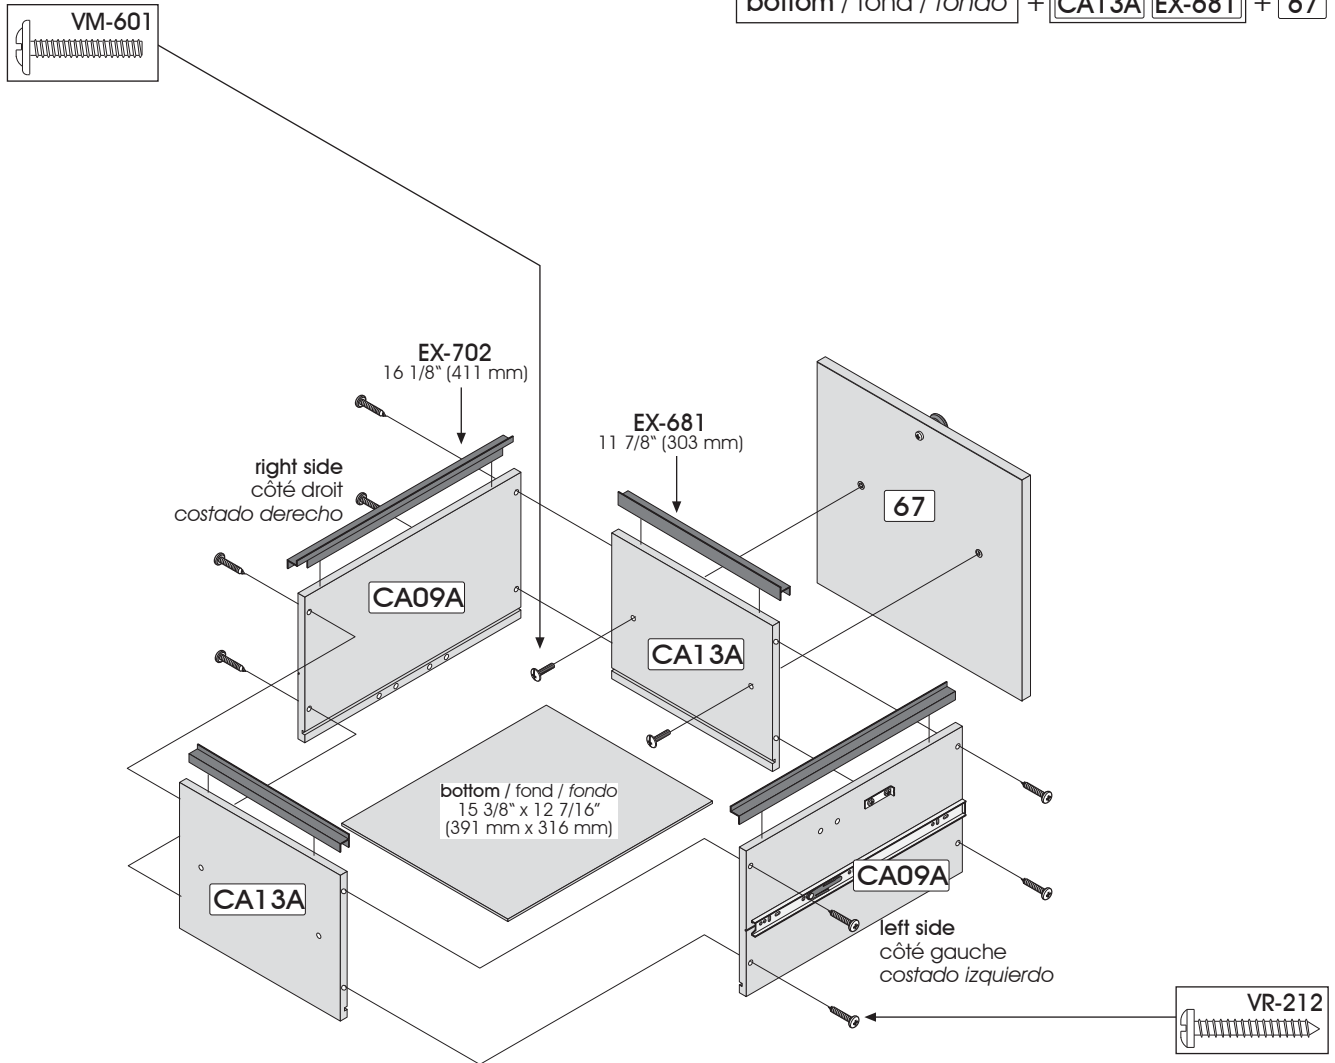 VM-601
bottom / fond / fondo + CA13A EX-681 + 67
EX-702
16 1/8“ (411 mm)
EX-681
11 7/8“ (303 mm)
right side
côté droit
costado derecho
67
CA09A
CA13A
bottom / fond / fondo
15 3/8“ x 12 7/16”
(391 mm x 316 mm)
CA13A
CA09A
left side
côté gauche
costado izquierdo
VR-212